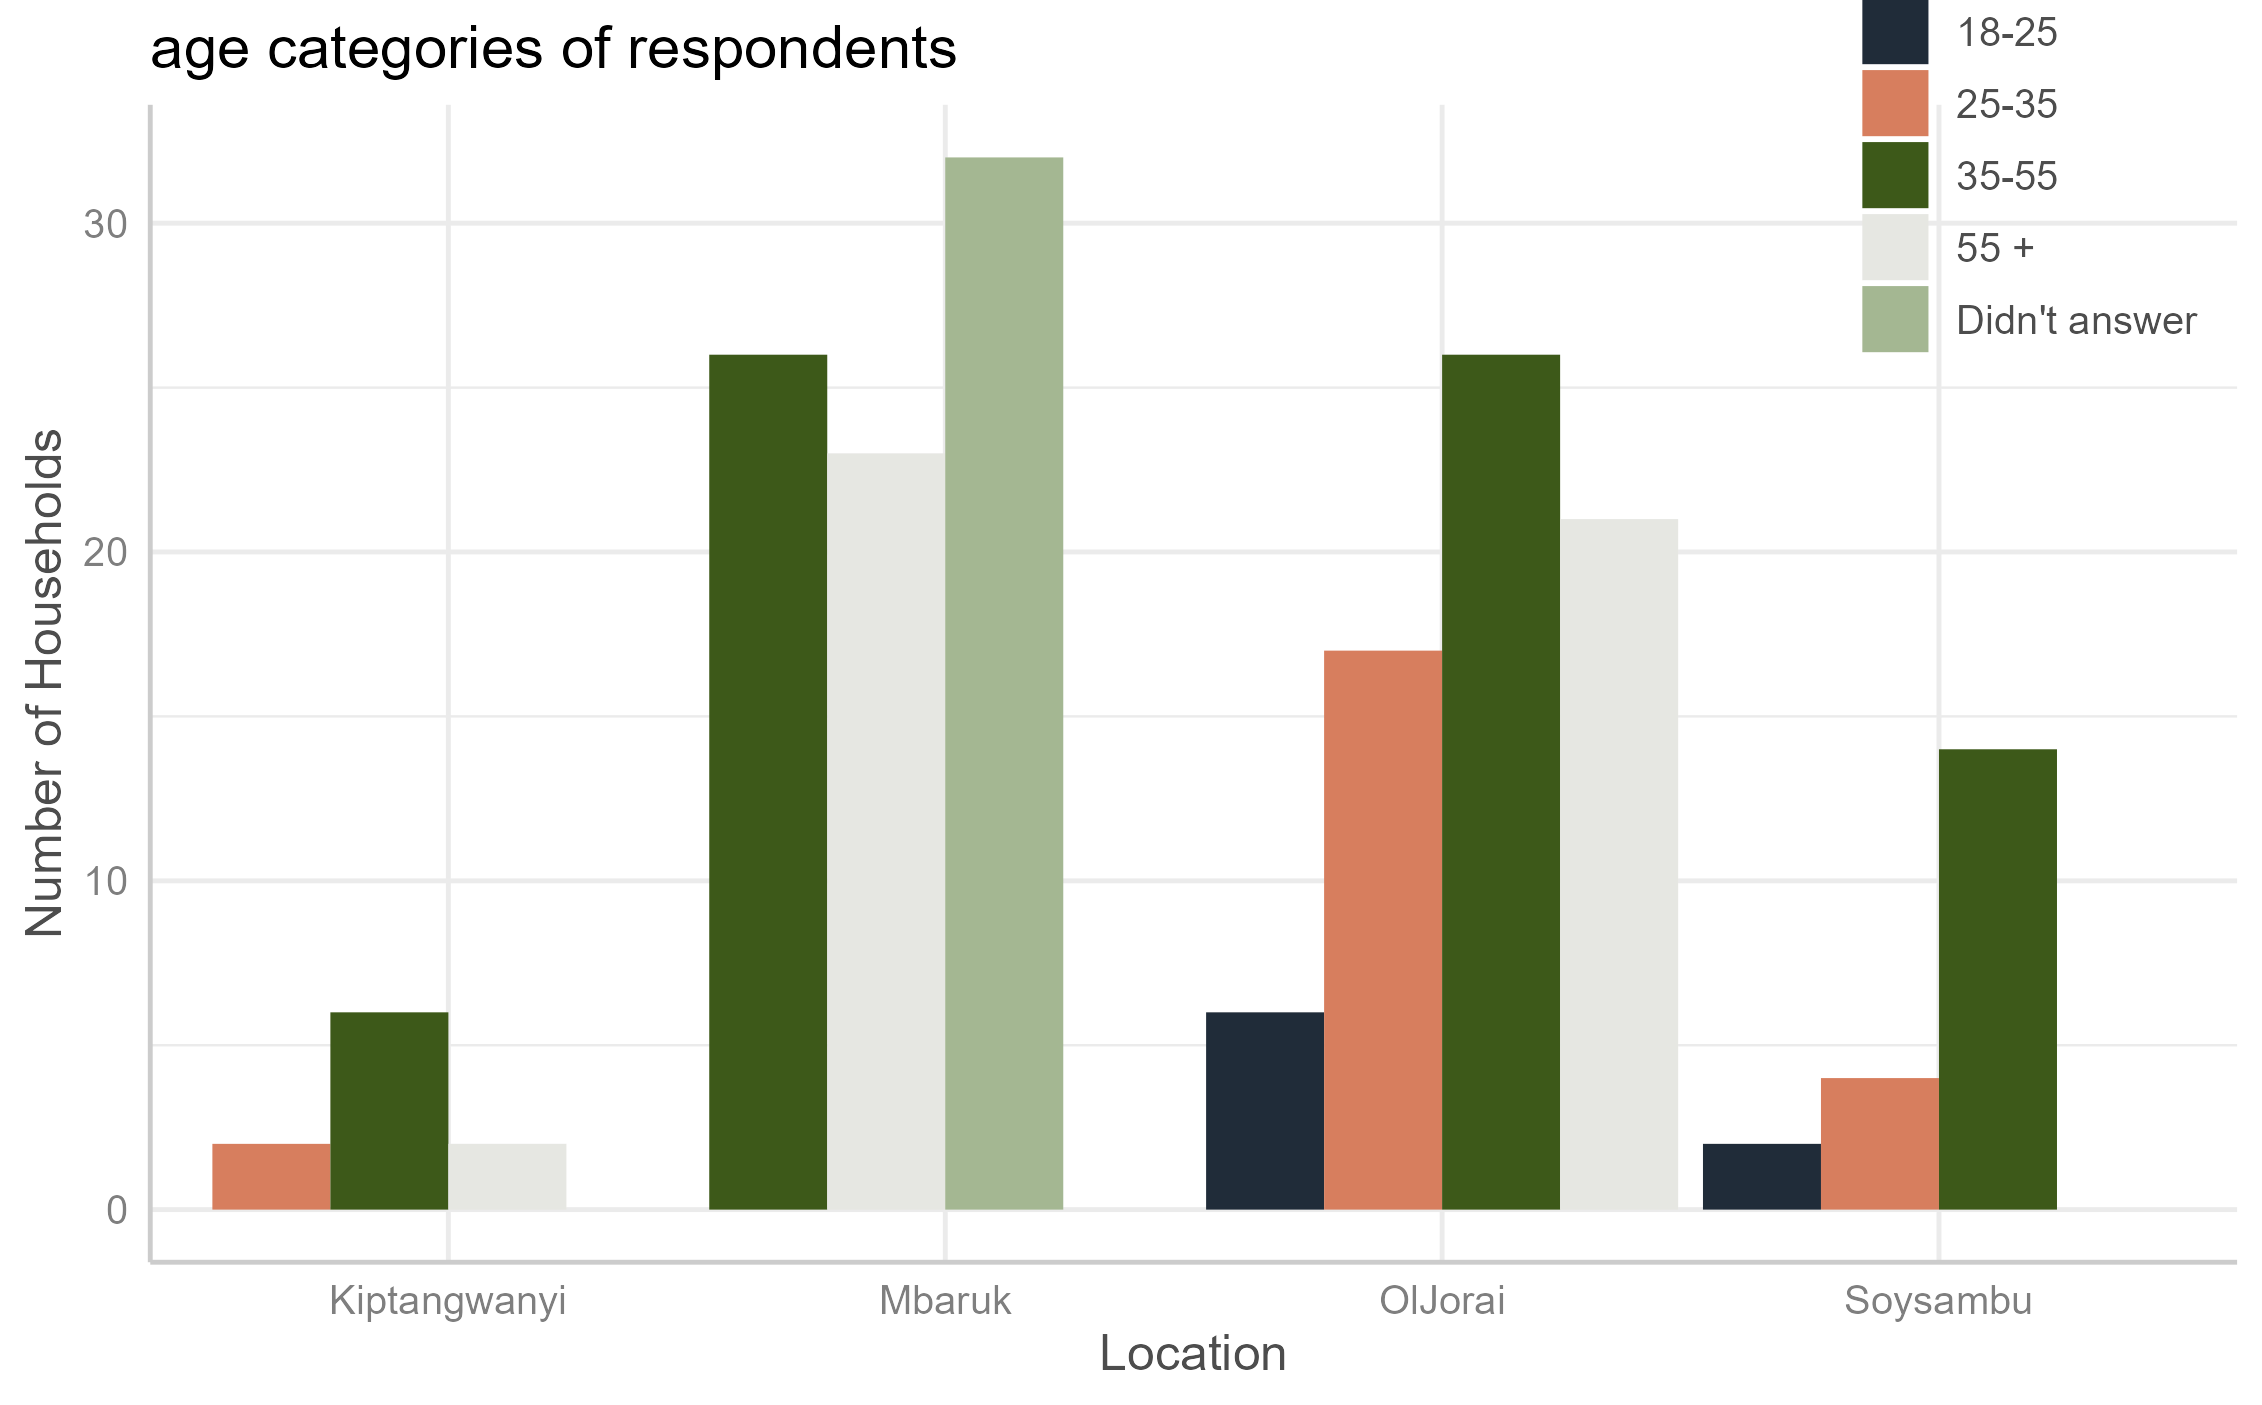 age categories of respondents
18-25
25-35
35-55
55 +
Didn't answer
Number of Households
30
20
10
0
Kiptangwanyi
Mbaruk
OlJorai
Soysambu
Location